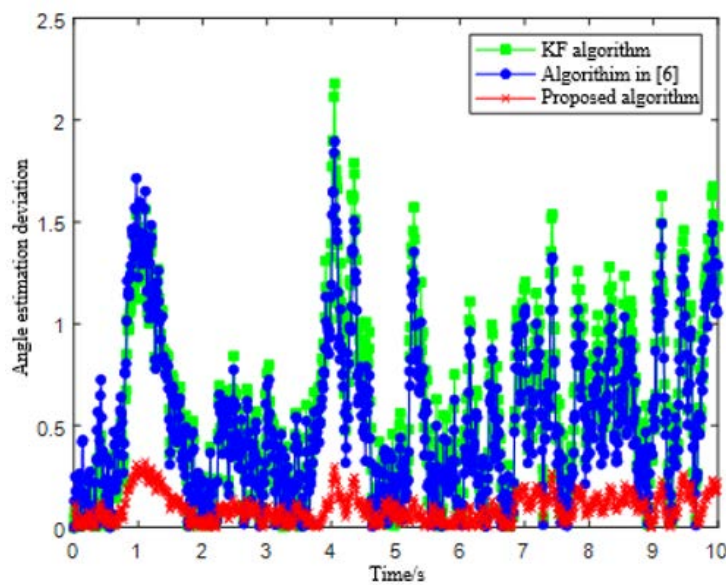 2.5
2
1.5
1
0.5
0
Angle estimation deviation
KF algorithm
Algorithim in [6]
Proposed algorithm
0 1 2 3 4 5 6 7 8 9 10
Time/s